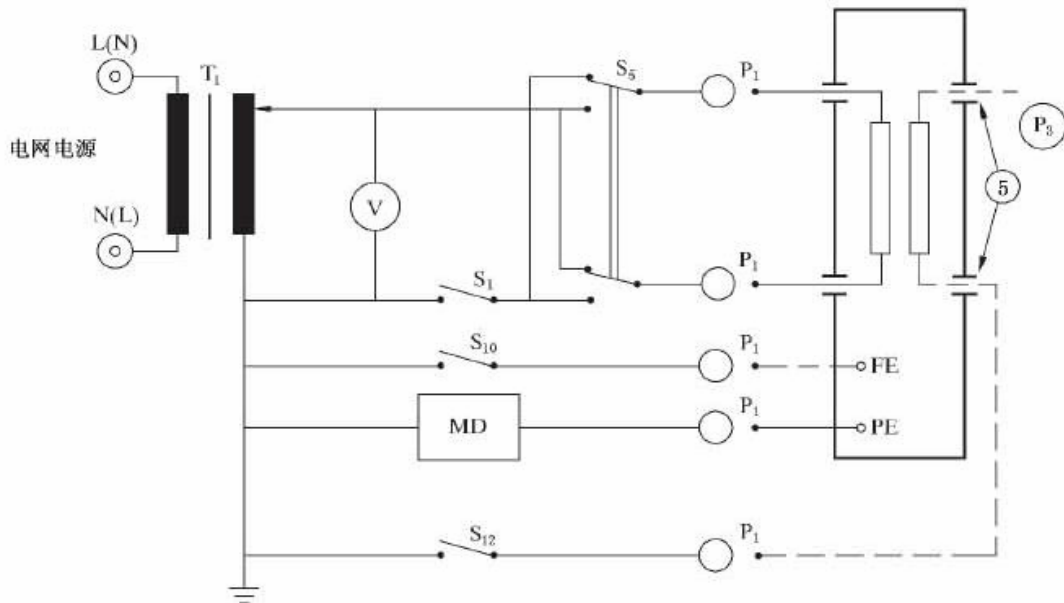 L(N)
T₁
电网电源
N(L)
V
S₅
P₁
P₃
5
S₁
P₁
S₁₀
P₁
FE
MD
P₁
PE
S₁₂
P₁